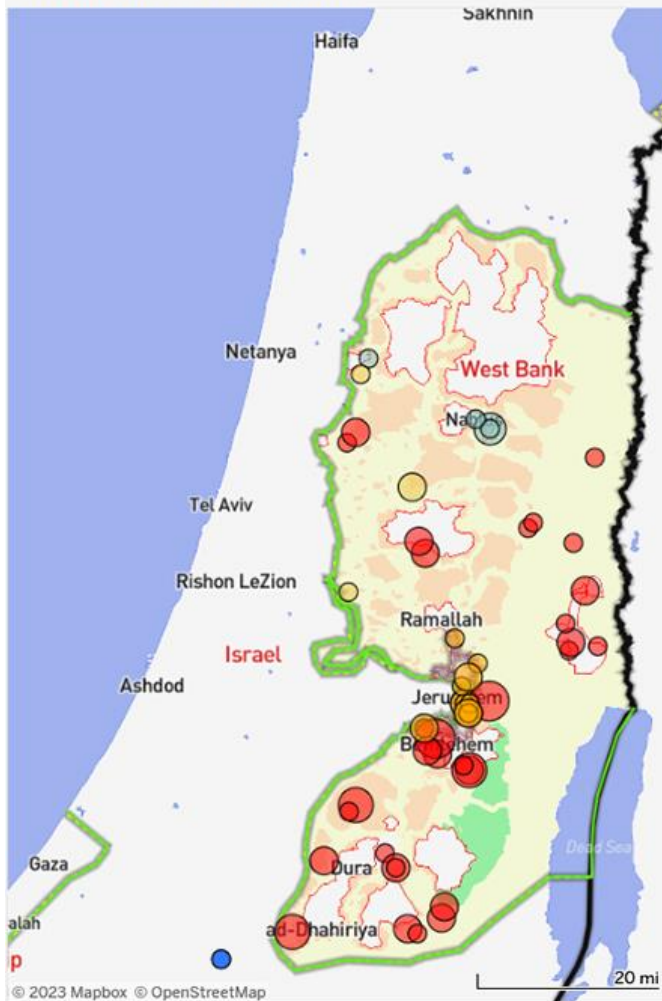 Sakhnin
Haifa
Netanya
West Bank
Tel Aviv
Rishon LeZion
Ramallah
Israel
Ashdod
Dead Sea
Gaza
Dura
alah
ad-Dhahiriya
p
© 2023 Mapbox © OpenStreetMap
20 mi